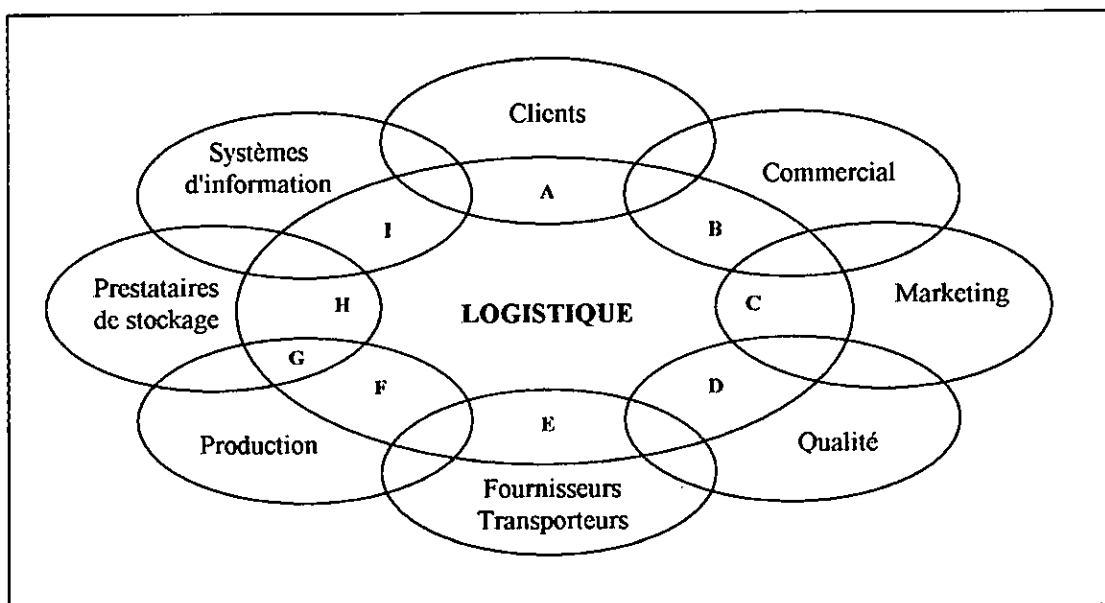 Clients
Systèmes
d'information
Commercial
A
I
B
Prestataires
de stockage
H
LOGISTIQUE
C
Marketing
G
F
D
E
Production
Qualité
Fournisseurs
Transporteurs